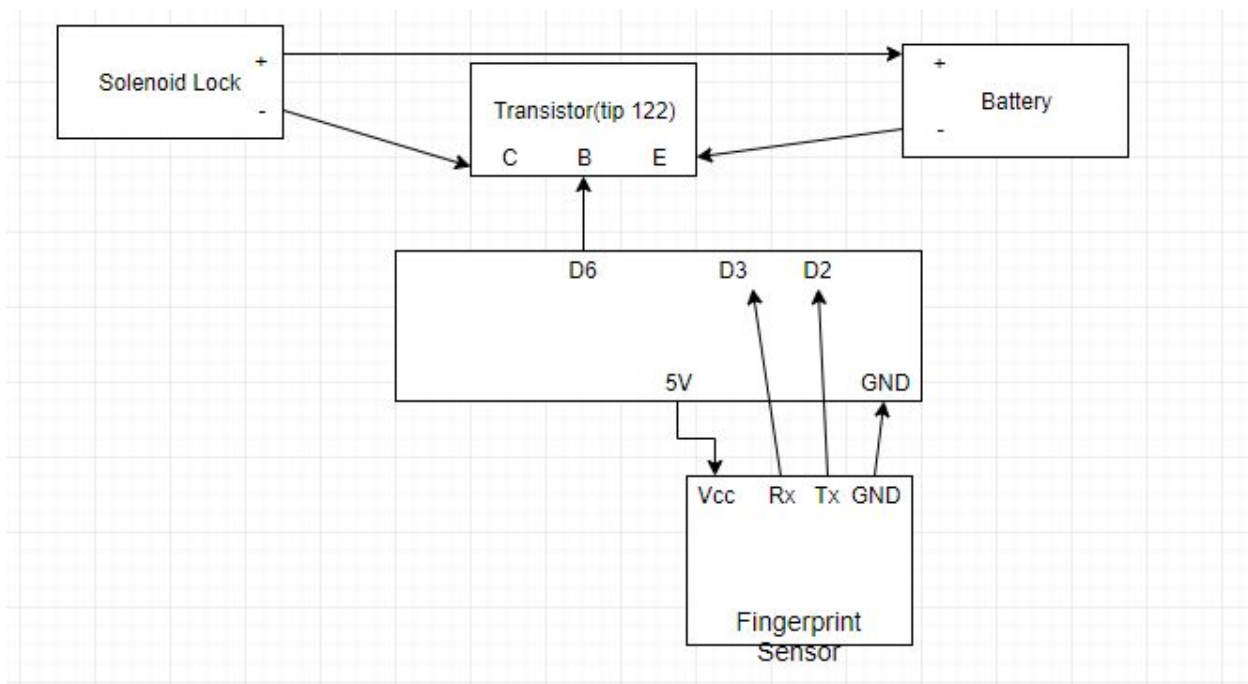 Solenoid Lock
+
-
Transistor(tip 122)
C B E
+
-
Battery
D6 D3 D2
5V GND
Vcc Rx Tx GND
Fingerprint
Sensor